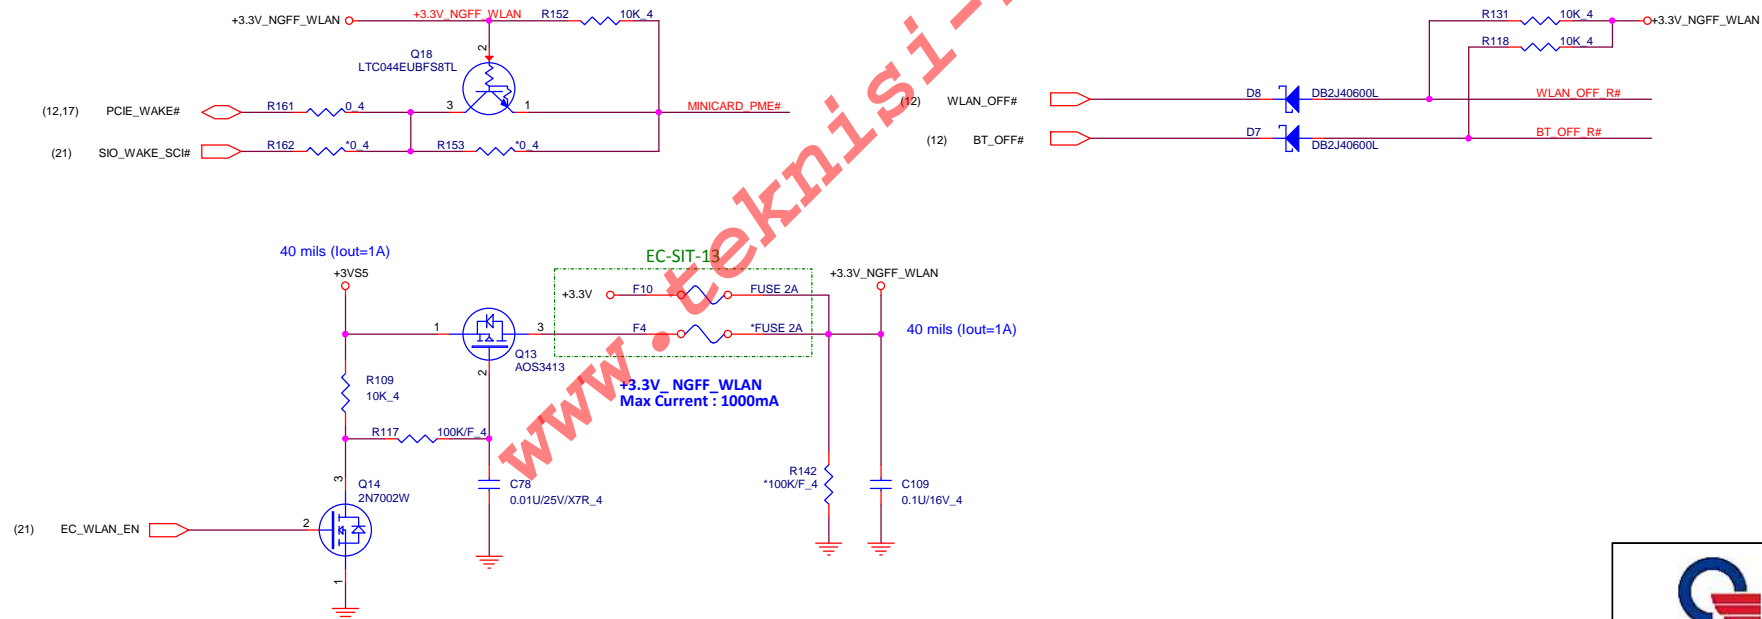 +3.3V_NGFF_WLAN
+3.3V_NGFF_WLAN
R152
10K_4
2
Q18
LTC044EUBFS8TL
(12,17)
PCIE_WAKE#
R161
0_4
3
1
MINICARD_PME#
(21)
SIO_WAKE_SCI#
R162
*0_4
R153
*0_4
R131
10K_4
+3.3V_NGFF_WLAN
R118
10K_4
(12)
WLAN_OFF#
D8
DB2J40600L
WLAN_OFF_R#
(12)
BT_OFF#
D7
DB2J40600L
BT_OFF_R#
40 mils (Iout=1A)
+3VS5
EC-SIT-13
+3.3V
F10
FUSE 2A
+3.3V_NGFF_WLAN
1
3
F4
*FUSE 2A
40 mils (Iout=1A)
Q13
AOS3413
2
+3.3V_ NGFF_WLAN
Max Current : 1000mA
R109
10K_4
R117
100K/F_4
3
Q14
2N7002W
C78
0.01U/25V/X7R_4
R142
*100K/F_4
C109
0.1U/16V_4
(21)
EC_WLAN_EN
2
1
www.teknisi-